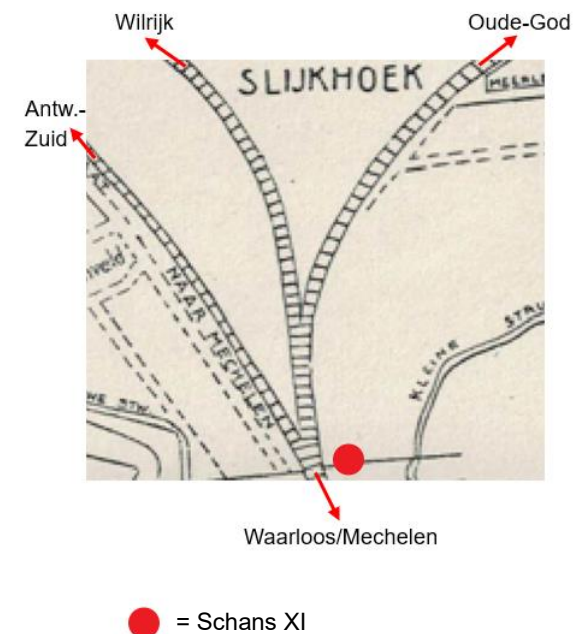 Wilrijk
Oude-God
SLIJKHOEK
Antw.-
Zuid
NAAR MECHELEN
KLEINE
Waarloos/Mechelen
= Schans XI